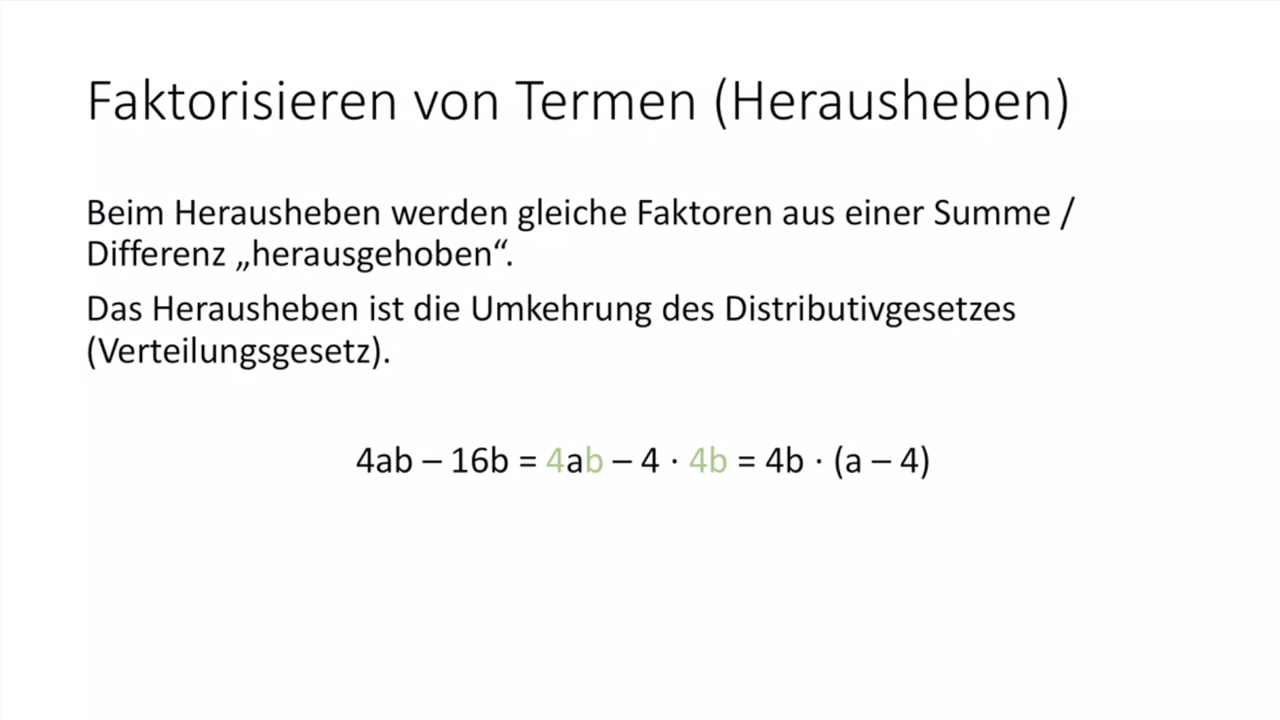 Faktorisieren von Termen (Herausheben)
Beim Herausheben werden gleiche Faktoren aus einer Summe /
Differenz „herausgehoben“.
Das Herausheben ist die Umkehrung des Distributivgesetzes
(Verteilungsgesetz).
4ab – 16b = 4ab – 4 · 4b = 4b · (a – 4)